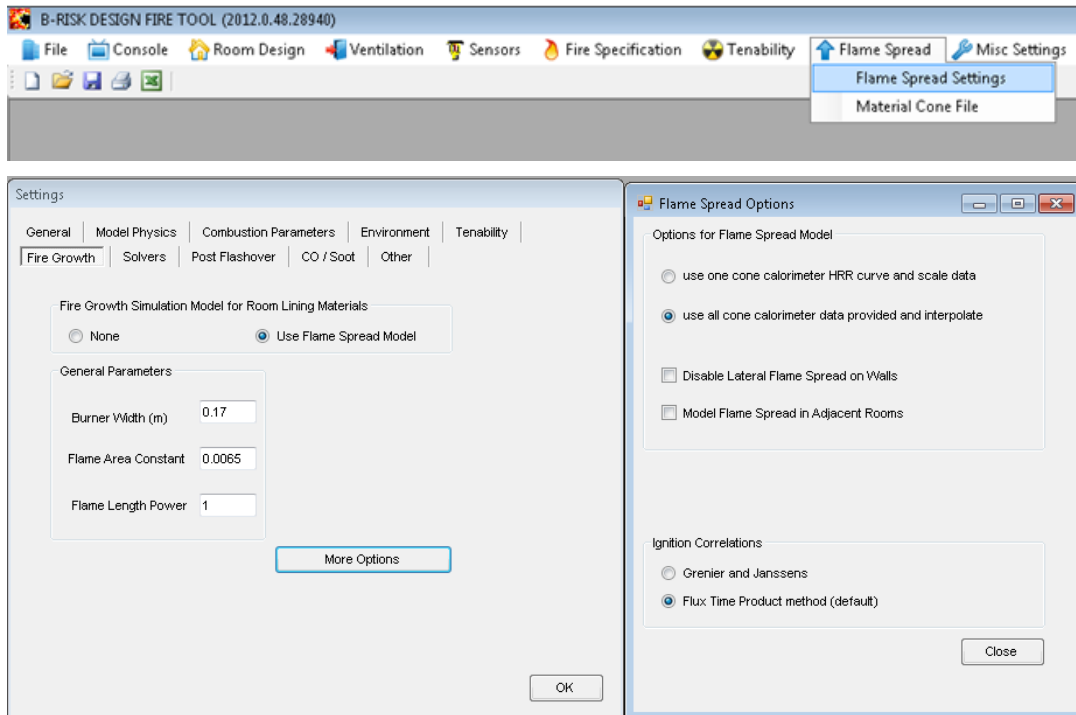 B-RISK DESIGN FIRE TOOL (2012.0.48.28940)
File Console Room Design Ventilation Sensors Fire Specification Tenability Flame Spread Misc Settings
Flame Spread Settings
Material Cone File
Settings
General Model Physics Combustion Parameters Environment Tenability
Fire Growth Solvers Post Flashover CO / Soot Other
Fire Growth Simulation Model for Room Lining Materials
None Use Flame Spread Model
General Parameters
Burner Width (m) 0.17
Flame Area Constant 0.0065
Flame Length Power 1
More Options
OK
Flame Spread Options
Options for Flame Spread Model
use one cone calorimeter HRR curve and scale data
use all cone calorimeter data provided and interpolate
Disable Lateral Flame Spread on Walls
Model Flame Spread in Adjacent Rooms
Ignition Correlations
Grenier and Janssens
Flux Time Product method (default)
Close